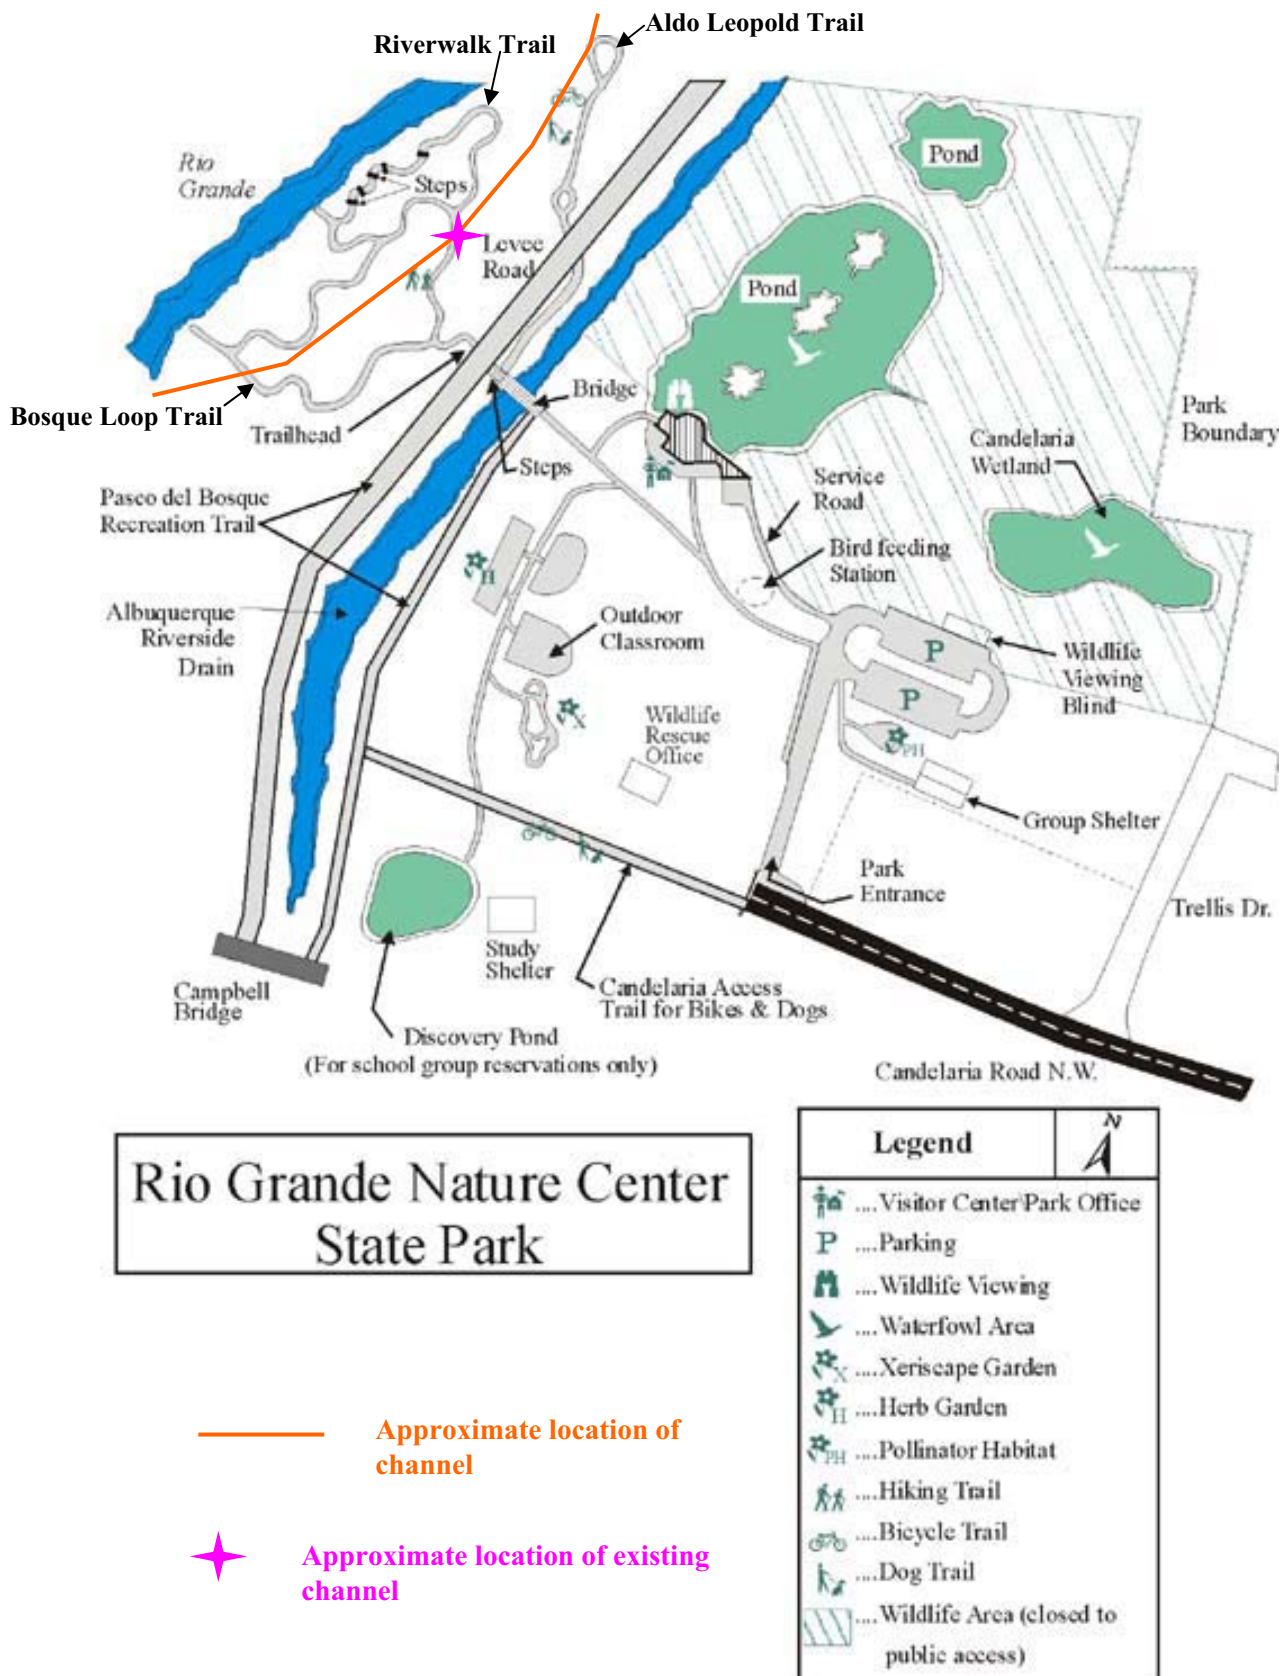 Aldo Leopold Trail
Riverwalk Trail
Rio
Grande
Steps
Levee
Road
Pond
Pond
Bosque Loop Trail
Trailhead
Bridge
Steps
Park
Boundary
Candelaria
Wetland
Paseo del Bosque
Recreation Trail
Service
Road
Bird feeding
Station
H
Albuquerque
Riverside
Drain
Outdoor
Classroom
P
P
Wildlife
Viewing
Blind
X
Wildlife
Rescue
Office
PH
Group Shelter
Park
Entrance
Trellis Dr.
Study
Shelter
Campbell
Bridge
Candelaria Access
Trail for Bikes & Dogs
Discovery Pond
(For school group reservations only)
Candelaria Road N.W.
Rio Grande Nature Center
State Park
Legend
N
....Visitor Center\Park Office
P ....Parking
....Wildlife Viewing
....Waterfowl Area
X ....Xeriscape Garden
H ....Herb Garden
PH ....Pollinator Habitat
....Hiking Trail
....Bicycle Trail
....Dog Trail
....Wildlife Area (closed to
public access)
Approximate location of
channel
Approximate location of existing
channel